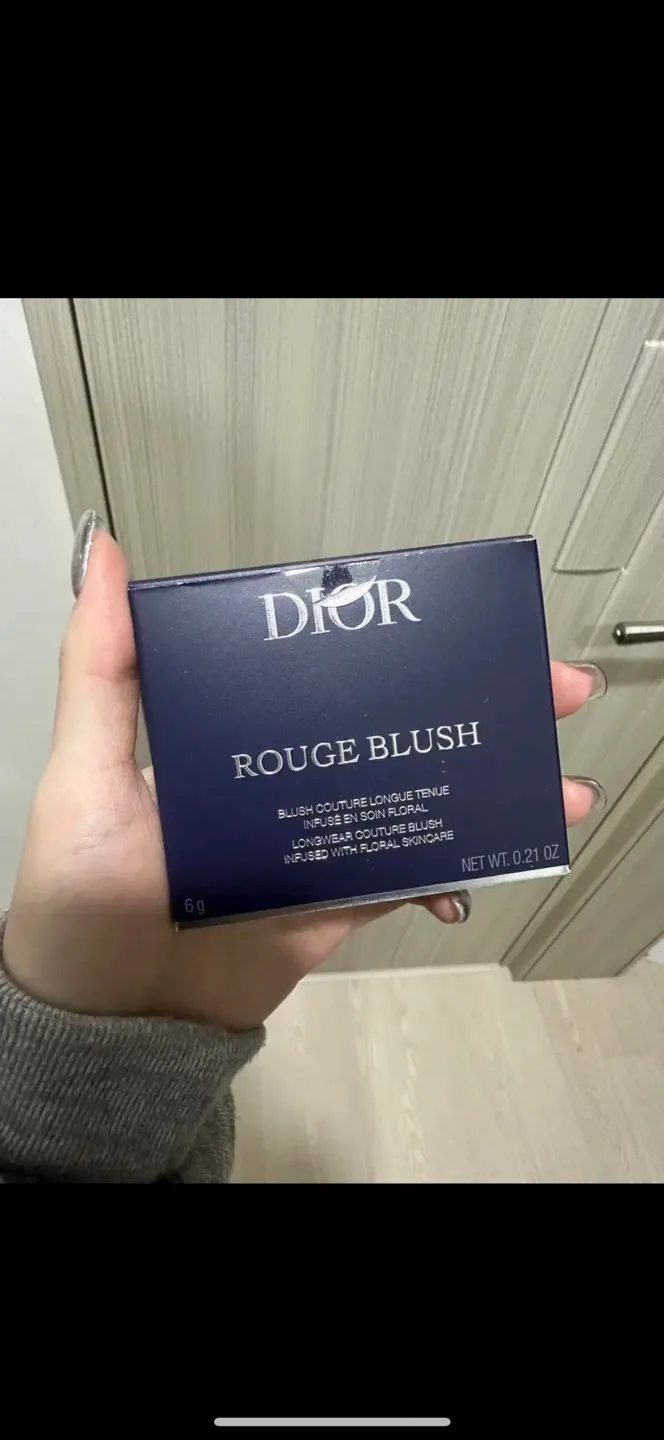 DIOR
ROUGE BLUSH
BLUSH COUTURE LONGUE TENUE
INFUSÉ EN SOIN FLORAL
LONGWEAR COUTURE BLUSH
INFUSED WITH FLORAL SKINCARE
6 g
NET WT. 0.21 OZ